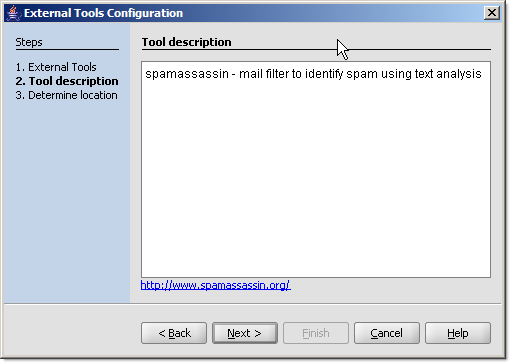 External Tools Configuration
Steps
1. External Tools
2. Tool description
3. Determine location
Tool description
spamassassin - mail filter to identify spam using text analysis
http://www.spamassassin.org/
< Back
Next >
Finish
Cancel
Help